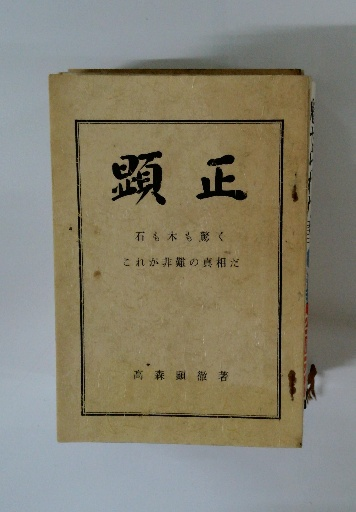 顕正
石も木も驚く
これが非難の真相だ
高森顕徹著